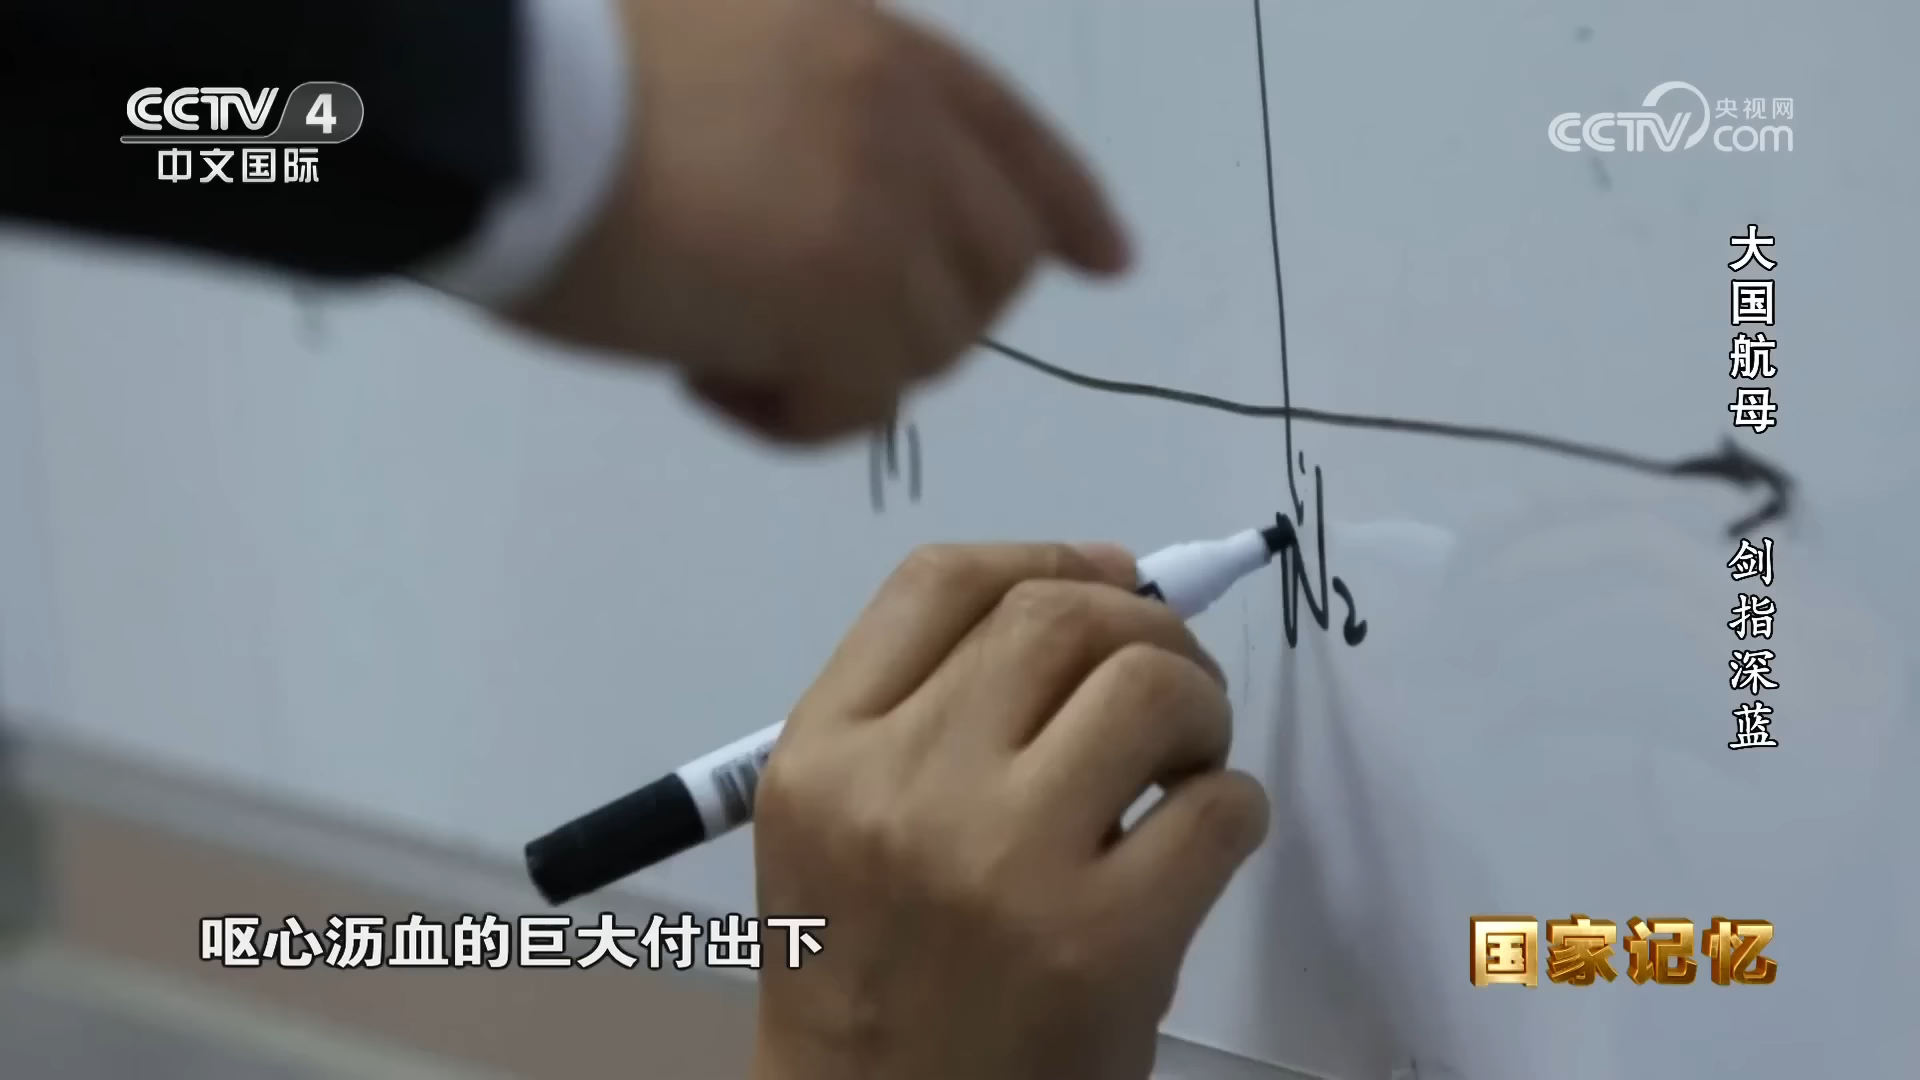 CCTV 4
中文国际
央视网
CCTV com
大国航母 剑指深蓝
N2
呕心沥血的巨大付出下
国家记忆